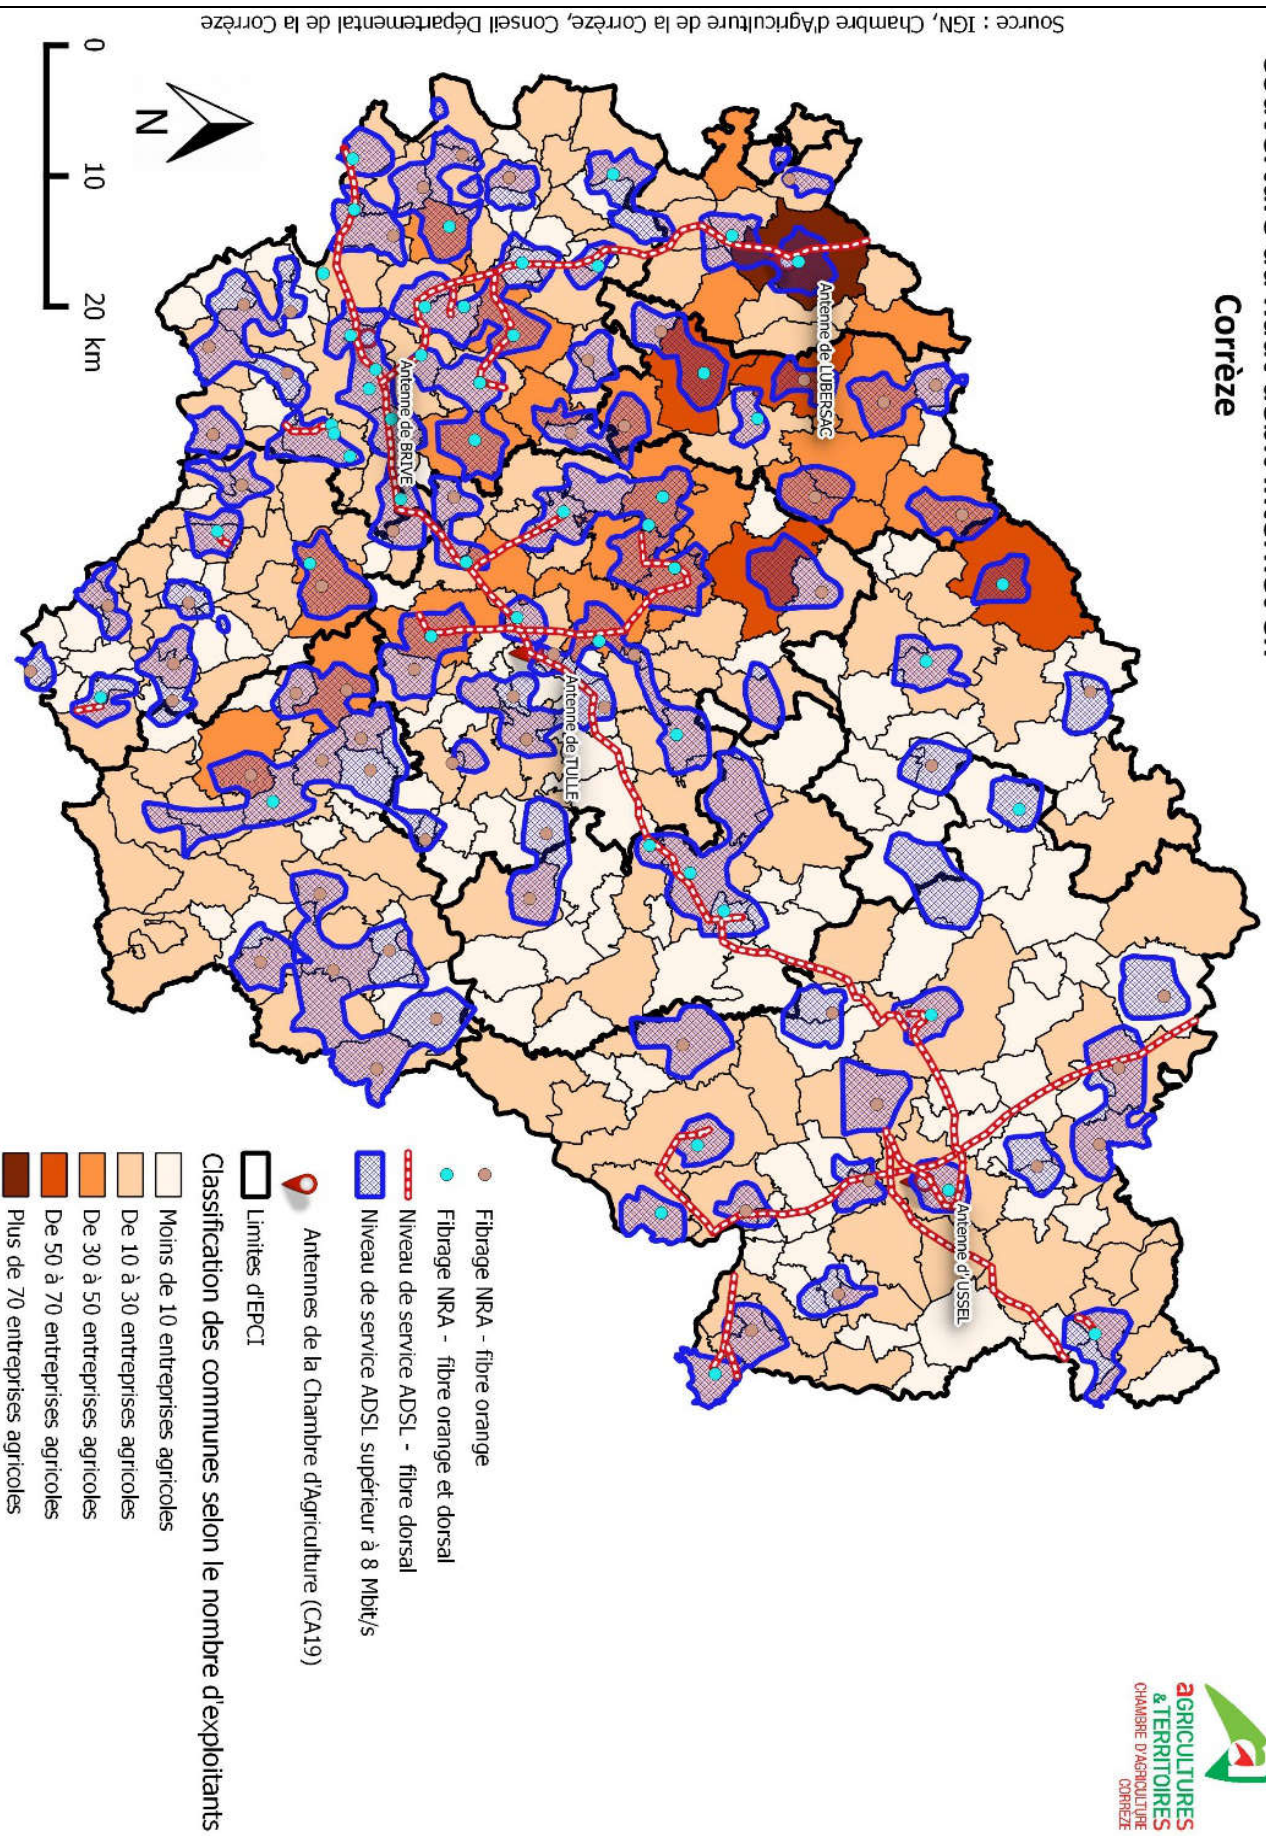 Corrèze
aGRICULTURES
& TERRITOIRES
CHAMBRE D'AGRICULTURE
CORRÈZE
Antenne de LUBERSAC
Antenne d'USSEL
Antenne de TULLE
Antenne de BRIVE
Fibrage NRA - fibre orange
Fibrage NRA - fibre orange et dorsal
Niveau de service ADSL - fibre dorsal
Niveau de service ADSL supérieur à 8 Mbit/s
Antennes de la Chambre d'Agriculture (CA19)
Limites d'EPCI
Classification des communes selon le nombre d'exploitants
Moins de 10 entreprises agricoles
De 10 à 30 entreprises agricoles
De 30 à 50 entreprises agricoles
De 50 à 70 entreprises agricoles
Plus de 70 entreprises agricoles
N
0 10 20 km
Source : IGN, Chambre d'Agriculture de la Corrèze, Conseil Départemental de la Corrèze